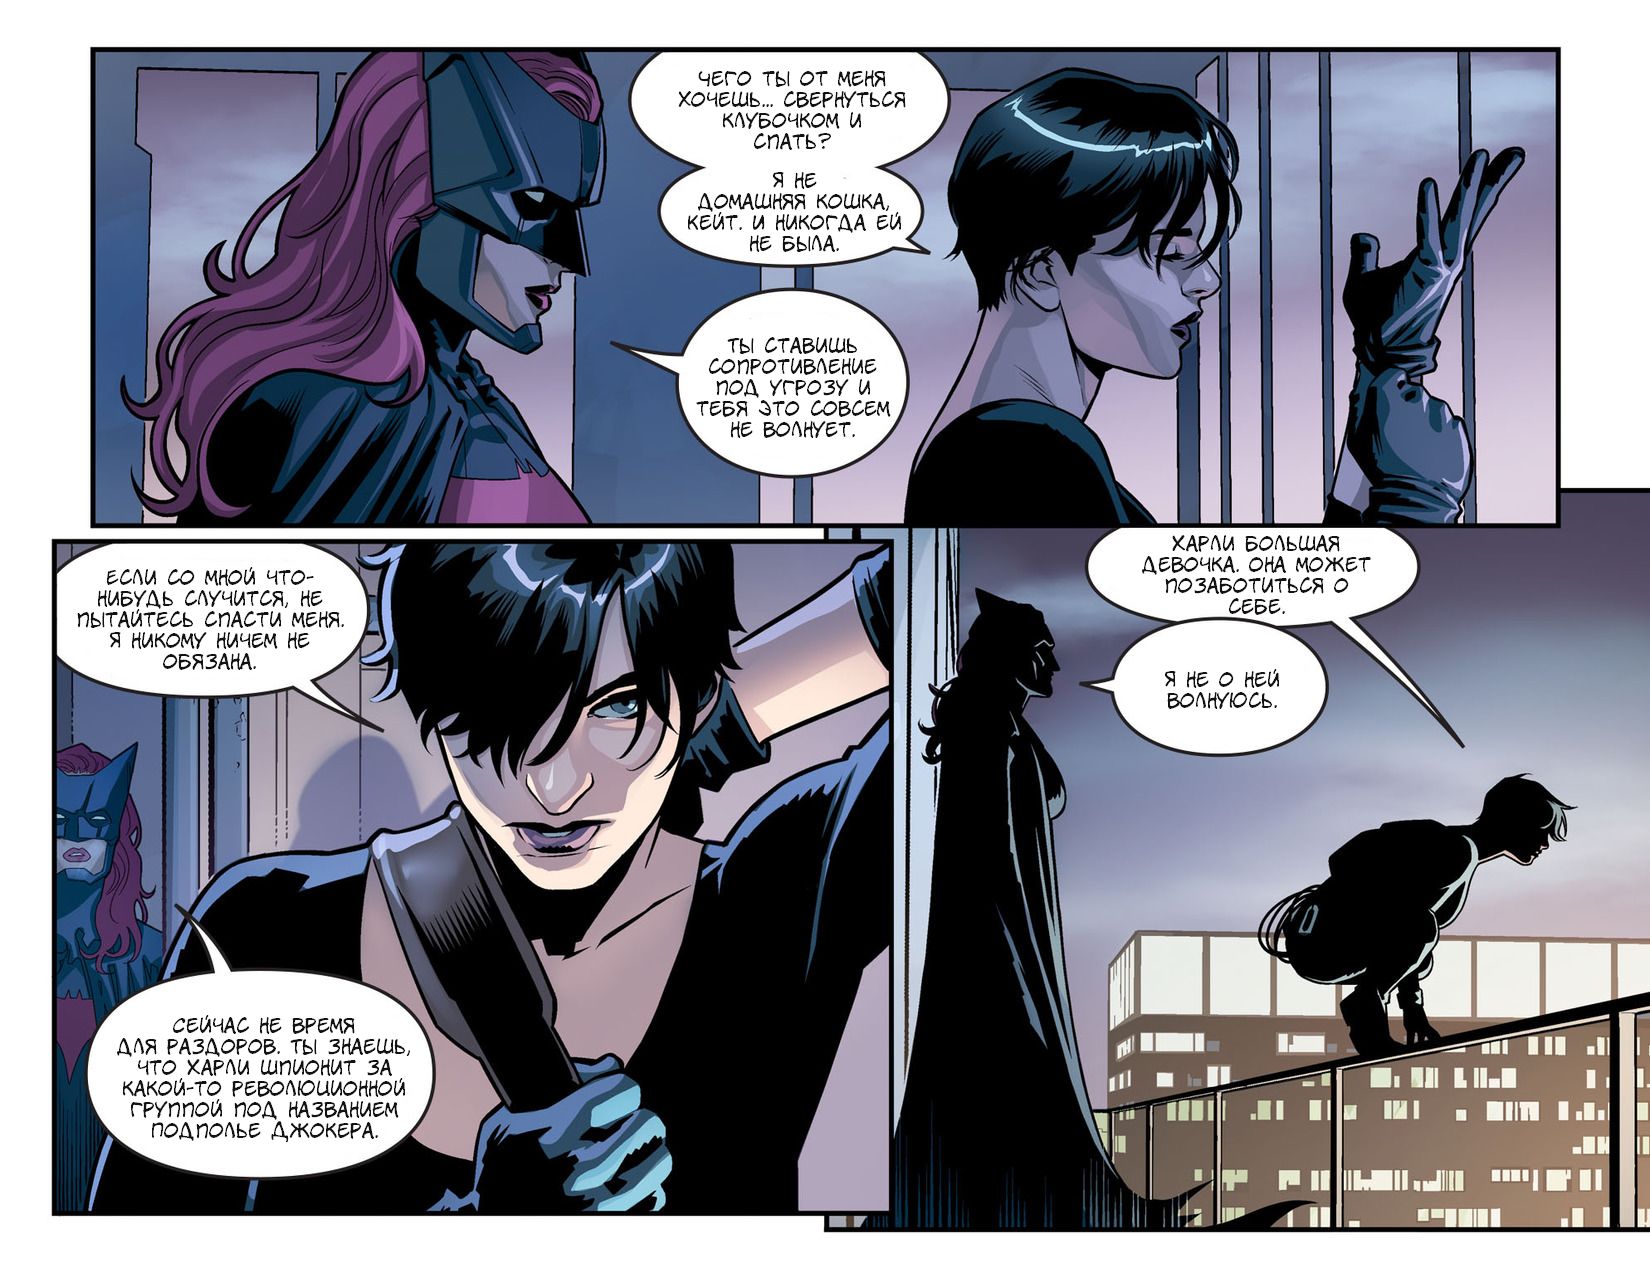 ЧЕГО ТЫ ОТ МЕНЯ
ХОЧЕШЬ... СВЕРНУТЬСЯ
КЛУБОЧКОМ И
СПАТЬ?
Я НЕ
ДОМАШНЯЯ КОШКА,
КЕЙТ. И НИКОГДА ЕЙ
НЕ БЫЛА.
ТЫ СТАВИШЬ
СОПРОТИВЛЕНИЕ
ПОД УГРОЗУ И
ТЕБЯ ЭТО СОВСЕМ
НЕ ВОЛНУЕТ.
ЕСЛИ СО МНОЙ ЧТО-
НИБУДЬ СЛУЧИТСЯ, НЕ
ПЫТАЙТЕСЬ СПАСТИ МЕНЯ.
Я НИКОМУ НИЧЕМ НЕ
ОБЯЗАНА.
СЕЙЧАС НЕ ВРЕМЯ
ДЛЯ РАЗДОРОВ. ТЫ ЗНАЕШЬ,
ЧТО ХАРЛИ ШПИОНИТ ЗА
КАКОЙ-ТО РЕВОЛЮЦИОННОЙ
ГРУППОЙ ПОД НАЗВАНИЕМ
ПОДПОЛЬЕ ДЖОКЕРА.
ХАРЛИ БОЛЬШАЯ
ДЕВОЧКА. ОНА МОЖЕТ
ПОЗАБОТИТЬСЯ О
СЕБЕ.
Я НЕ О НЕЙ
ВОЛНУЮСЬ.